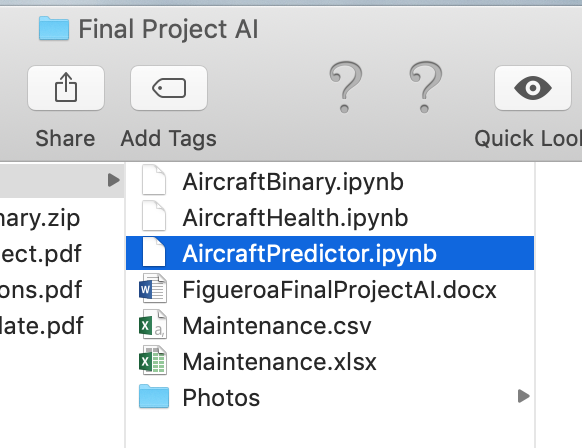 Final Project AI
? ?
Share Add Tags Quick Loo
AircraftBinary.ipynb
nary.zip AircraftHealth.ipynb
ect.pdf AircraftPredictor.ipynb
ons.pdf FigueroaFinalProjectAI.docx
late.pdf Maintenance.csv
Maintenance.xlsx
Photos